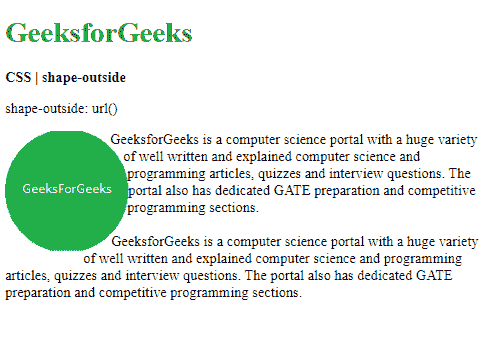 GeeksforGeeks
CSS | shape-outside
shape-outside: url()
GeeksForGeeks
GeeksforGeeks is a computer science portal with a huge variety
of well written and explained computer science and
programming articles, quizzes and interview questions. The
portal also has dedicated GATE preparation and competitive
programming sections.
GeeksforGeeks is a computer science portal with a huge variety
of well written and explained computer science and programming
articles, quizzes and interview questions. The portal also has dedicated GATE
preparation and competitive programming sections.